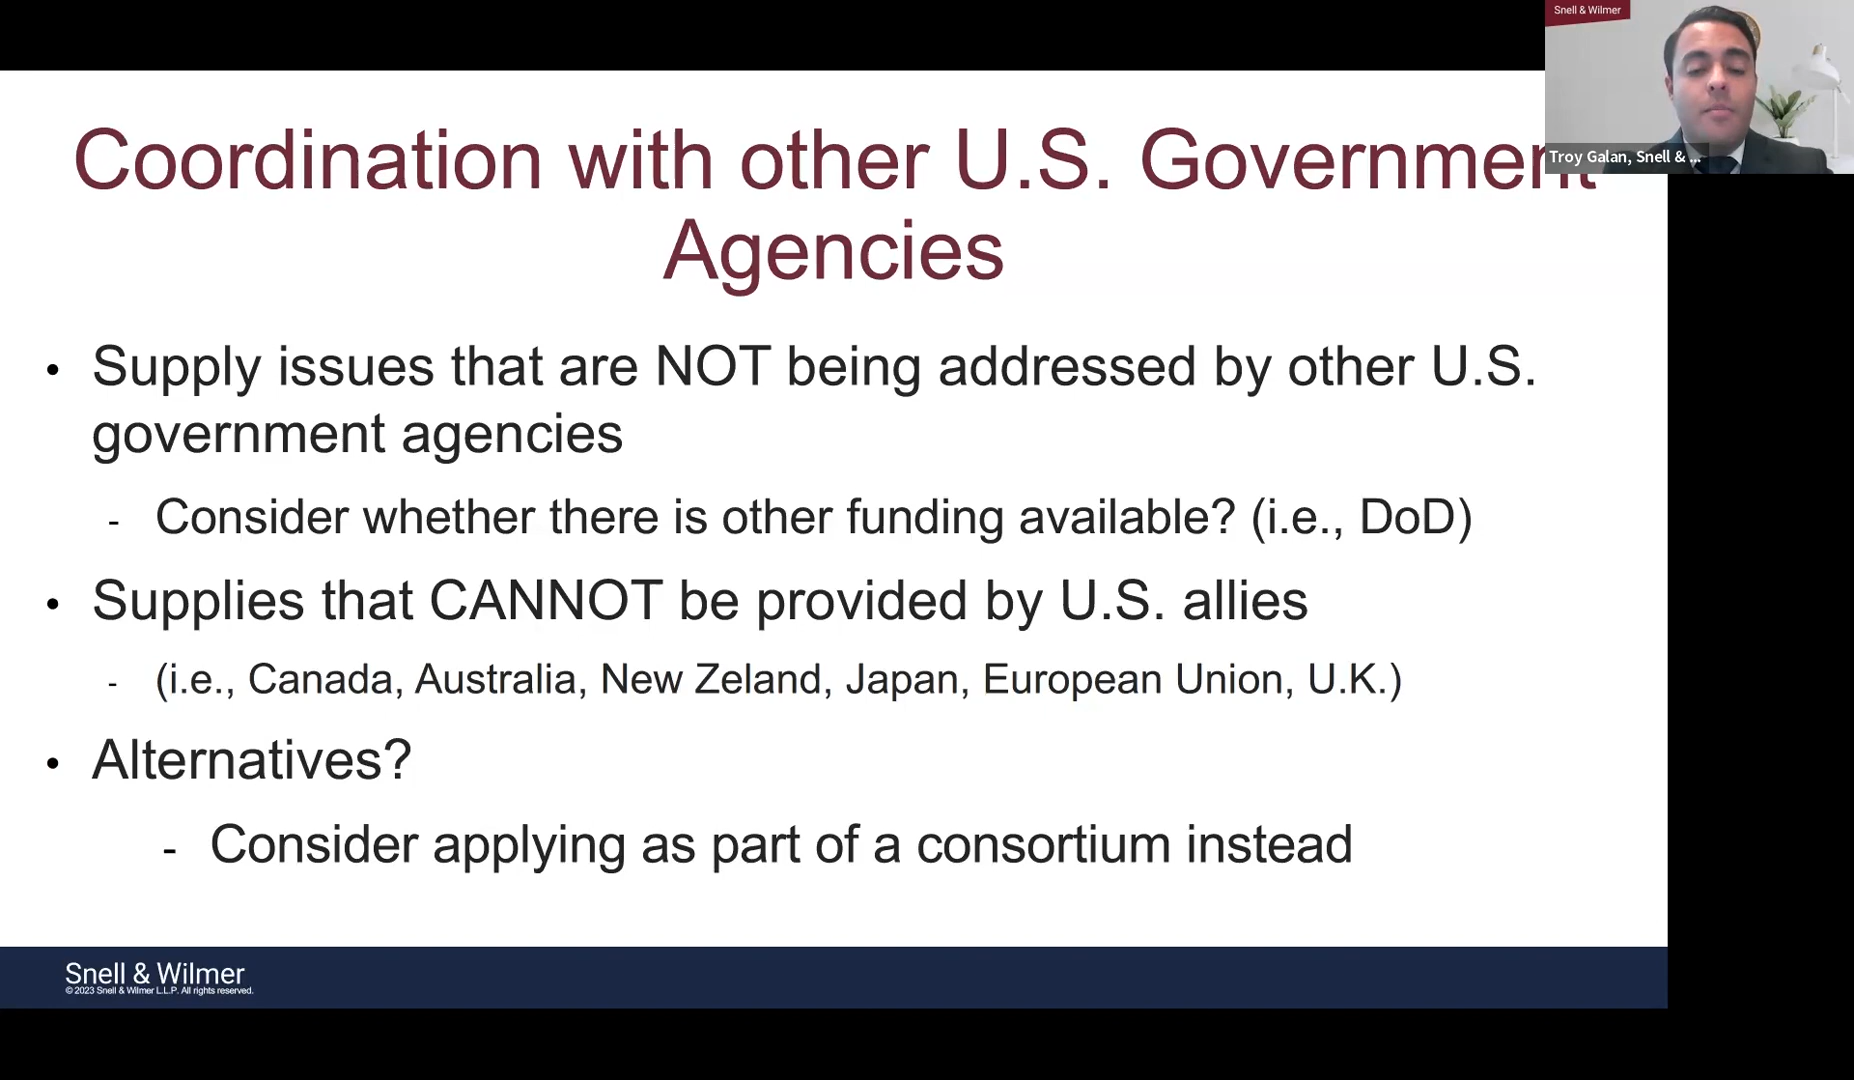 Snell & Wilmer
Troy Galan, Snell & ...
Coordination with other U.S. Government
Agencies
• Supply issues that are NOT being addressed by other U.S.
government agencies
- Consider whether there is other funding available? (i.e., DoD)
• Supplies that CANNOT be provided by U.S. allies
- (i.e., Canada, Australia, New Zeland, Japan, European Union, U.K.)
• Alternatives?
- Consider applying as part of a consortium instead
Snell & Wilmer
© 2023 Snell & Wilmer L.L.P. All rights reserved.